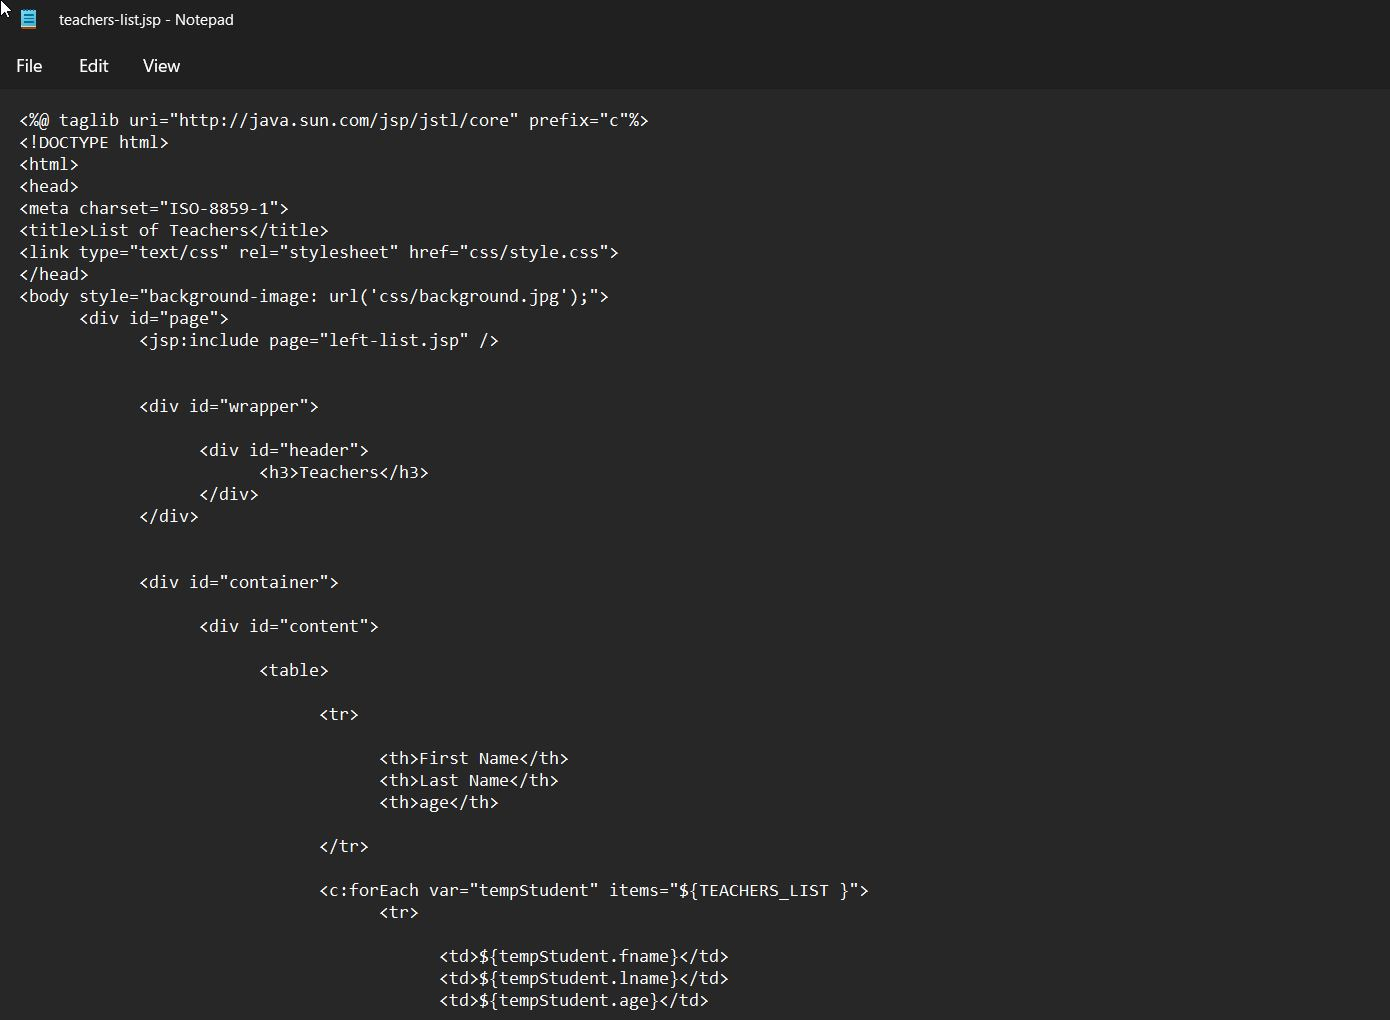 teachers-list.jsp - Notepad
File Edit View
<%@ taglib uri="http://java.sun.com/jsp/jstl/core" prefix="c"%>
<!DOCTYPE html>
<html>
<head>
<meta charset="ISO-8859-1">
<title>List of Teachers</title>
<link type="text/css" rel="stylesheet" href="css/style.css">
</head>
<body style="background-image: url('css/background.jpg');">
<div id="page">
<jsp:include page="left-list.jsp" />
<div id="wrapper">
<div id="header">
<h3>Teachers</h3>
</div>
</div>
<div id="container">
<div id="content">
<table>
<tr>
<th>First Name</th>
<th>Last Name</th>
<th>age</th>
</tr>
<c:forEach var="tempStudent" items="${TEACHERS_LIST }">
<tr>
<td>${tempStudent.fname}</td>
<td>${tempStudent.lname}</td>
<td>${tempStudent.age}</td>